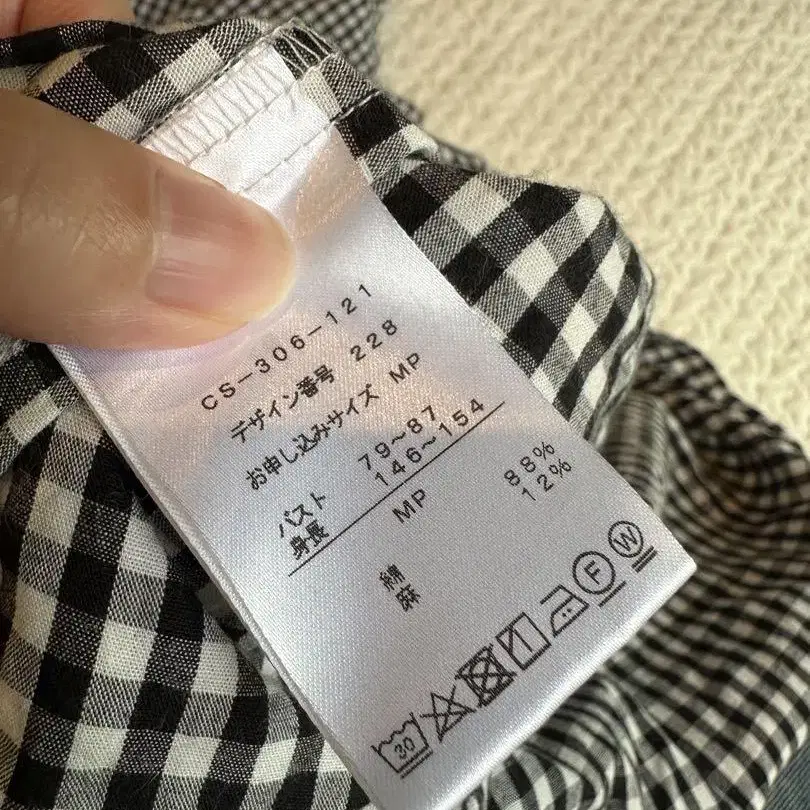 CS-306-121
デザイン番号 228
お申し込みサイズ MP
バスト 79~87
身長 146~154
MP
綿 88%
麻 12%
30
F
W